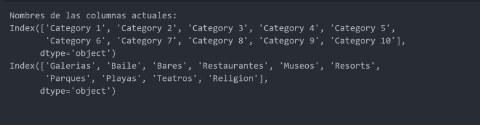 Nombres de las columnas actuales:
Index(['Category 1', 'Category 2', 'Category 3', 'Category 4', 'Category 5',
'Category 6', 'Category 7', 'Category 8', 'Category 9', 'Category 10'],
dtype='object')
Index(['Galerias', 'Baile', 'Bares', 'Restaurantes', 'Museos', 'Resorts',
'Parques', 'Playas', 'Teatros', 'Religion'],
dtype='object')